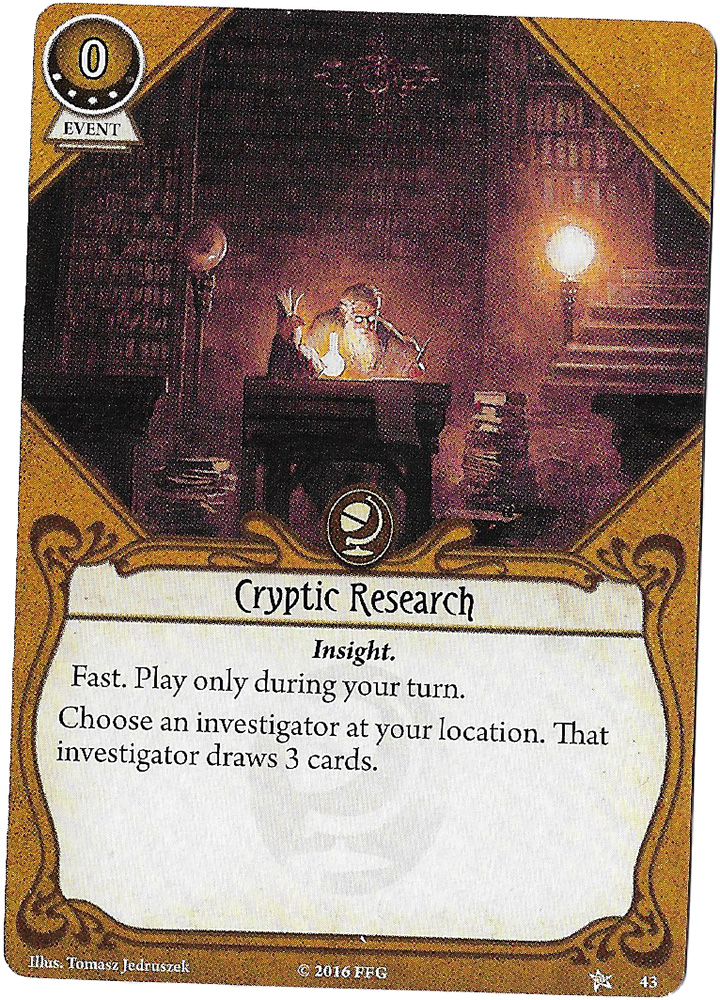 0
EVENT
Cryptic Research
Insight.
Fast. Play only during your turn.
Choose an investigator at your location. That
investigator draws 3 cards.
Illus. Tomasz Jedruszek
© 2016 FFG
43